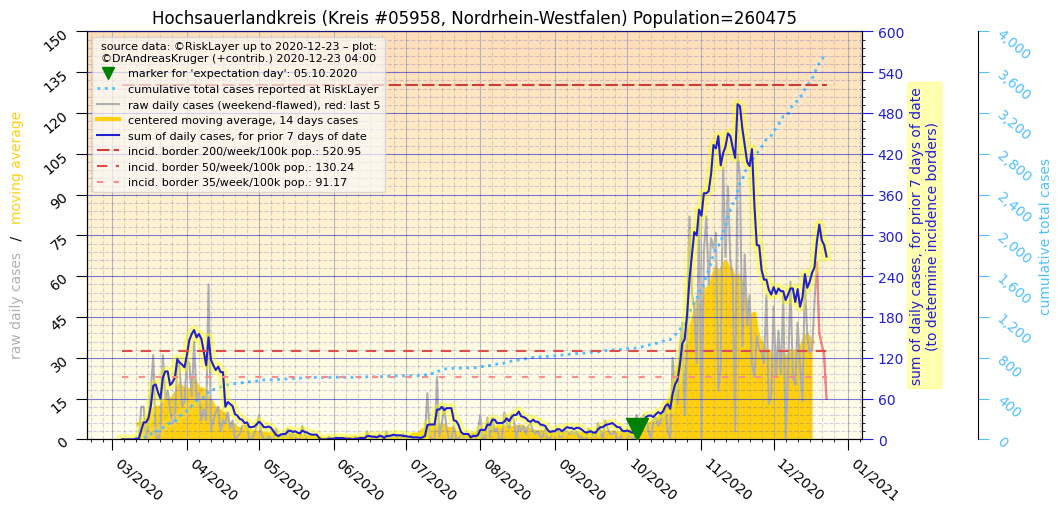 Hochsauerlandkreis (Kreis #05958, Nordrhein-Westfalen) Population=260475
source data: ©RiskLayer up to 2020-12-23 – plot:
©DrAndreasKruger (+contrib.) 2020-12-23 04:00
marker for 'expectation day': 05.10.2020
cumulative total cases reported at RiskLayer
raw daily cases (weekend-flawed), red: last 5
centered moving average, 14 days cases
sum of daily cases, for prior 7 days of date
incid. border 200/week/100k pop.: 520.95
incid. border 50/week/100k pop.: 130.24
incid. border 35/week/100k pop.: 91.17
raw daily cases / moving average
150
135
120
105
90
75
60
45
30
15
0
600
540
480
420
360
300
240
180
120
60
0
sum of daily cases, for prior 7 days of date
(to determine incidence borders)
4,000
3,600
3,200
2,800
2,400
2,000
1,600
1,200
800
400
0
cumulative total cases
03/2020
04/2020
05/2020
06/2020
07/2020
08/2020
09/2020
10/2020
11/2020
12/2020
01/2021